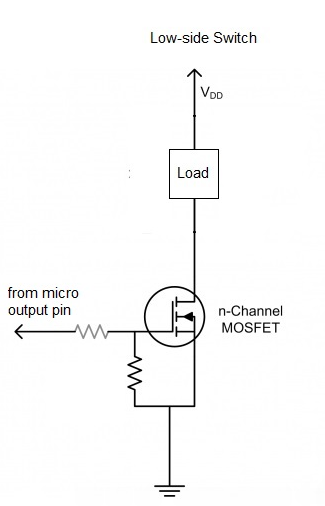 Low-side Switch
VDD
Load
from micro
output pin
n-Channel
MOSFET